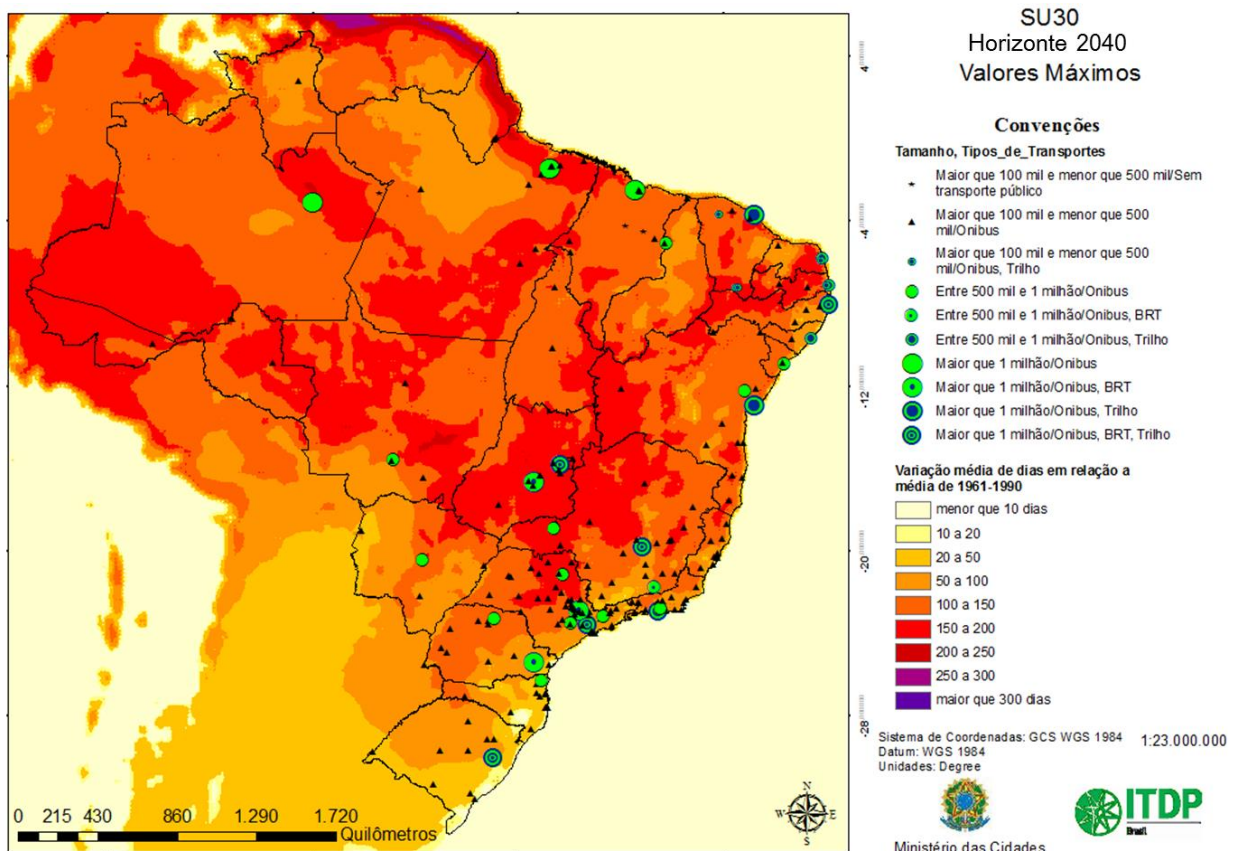 SU30
Horizonte 2040
Valores Máximos
Convenções
Tamanho, Tipos_de_Transportes
Maior que 100 mil e menor que 500 mil/Sem
transporte público
Maior que 100 mil e menor que 500
mil/Onibus
Maior que 100 mil e menor que 500
mil/Onibus, Trilho
Entre 500 mil e 1 milhão/Onibus
Entre 500 mil e 1 milhão/Onibus, BRT
Entre 500 mil e 1 milhão/Onibus, Trilho
Maior que 1 milhão/Onibus
Maior que 1 milhão/Onibus, BRT
Maior que 1 milhão/Onibus, Trilho
Maior que 1 milhão/Onibus, BRT, Trilho
Variação média de dias em relação a
média de 1961-1990
menor que 10 dias
10 a 20
20 a 50
50 a 100
100 a 150
150 a 200
200 a 250
250 a 300
maior que 300 dias
Sistema de Coordenadas: GCS WGS 1984
Datum: WGS 1984
Unidades: Degree
1:23.000.000
Ministério das Cidades
ITDP
Brasil
4
-4
-12
-20
-28
N
W E
S
0 215 430 860 1.290 1.720
Quilômetros